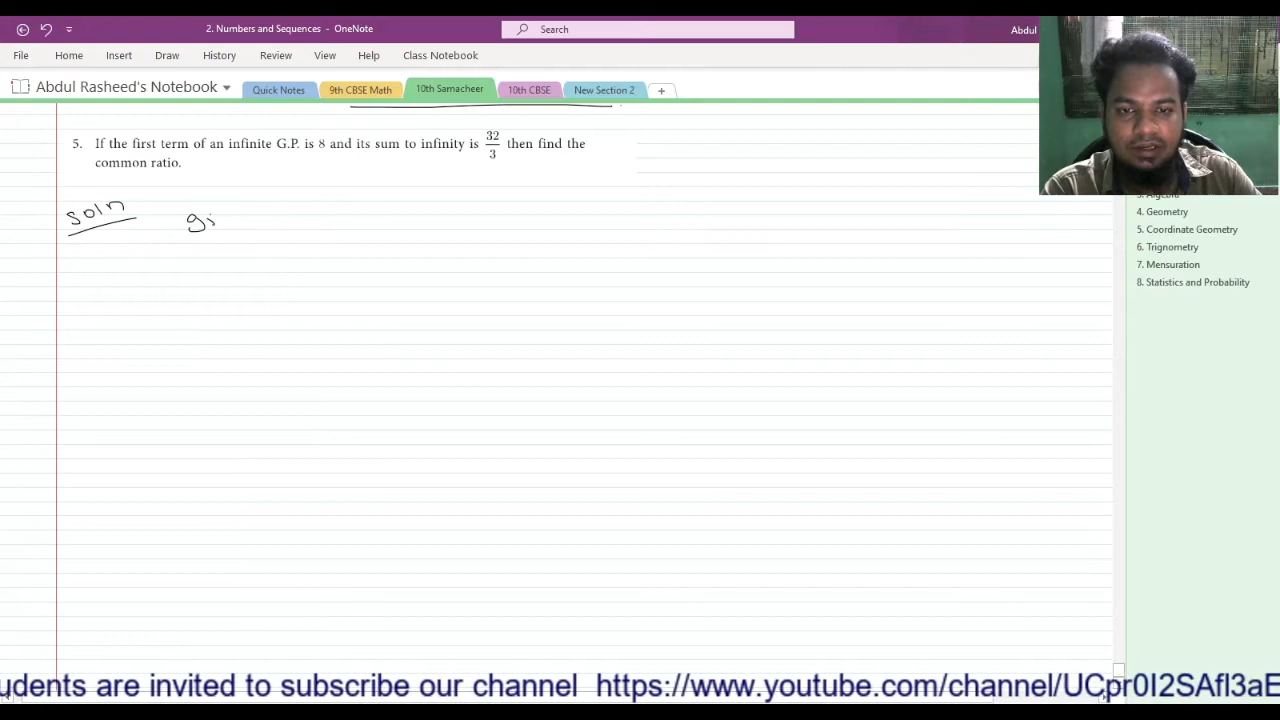 2. Numbers and Sequences - OneNote
Search
Abdul
File Home Insert Draw History Review View Help Class Notebook
Abdul Rasheed's Notebook
Quick Notes 9th CBSE Math 10th Samacheer 10th CBSE New Section 2 +
5. If the first term of an infinite G.P. is 8 and its sum to infinity is 32/3 then find the
common ratio.
3. Algebra
4. Geometry
5. Coordinate Geometry
6. Trignometry
7. Mensuration
8. Statistics and Probability
Soln gi
udents are invited to subscribe our channel https://www.youtube.com/channel/UCpr0I2SAfl3aE